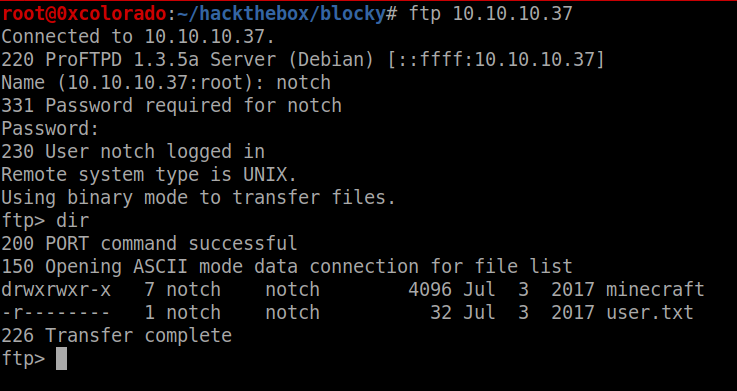 root@0xcolorado:~/hackthebox/blocky# ftp 10.10.10.37
Connected to 10.10.10.37.
220 ProFTPD 1.3.5a Server (Debian) [::ffff:10.10.10.37]
Name (10.10.10.37:root): notch
331 Password required for notch
Password:
230 User notch logged in
Remote system type is UNIX.
Using binary mode to transfer files.
ftp> dir
200 PORT command successful
150 Opening ASCII mode data connection for file list
drwxrwxr-x   7 notch    notch        4096 Jul  3  2017 minecraft
-r--------   1 notch    notch          32 Jul  3  2017 user.txt
226 Transfer complete
ftp>